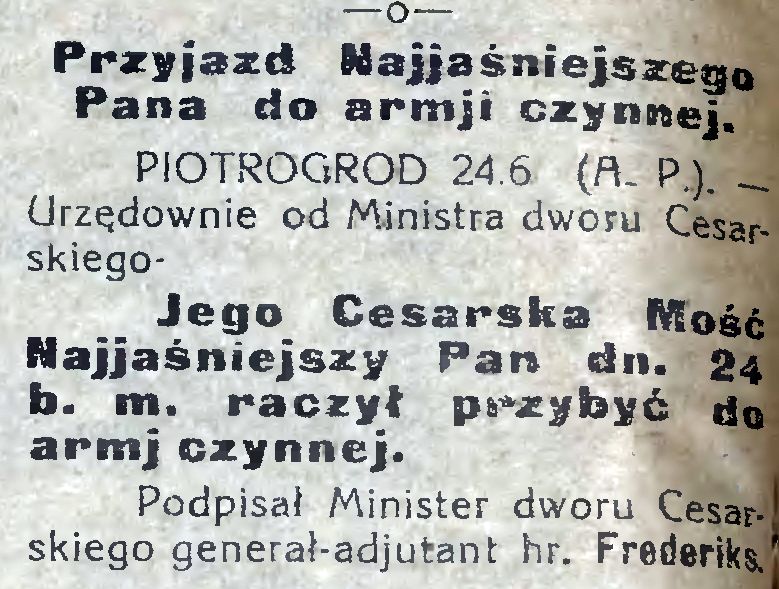 Przyjazd Najjaśniejszego
Pana do armji czynnej.
PIOTROGROD 24.6 (A. P.). —
Urzędownie od Ministra dworu Cesar-
skiego-
Jego Cesarska Mość
Najjaśniejszy Pan dn. 24
b. m. raczył przybyć do
armj czynnej.
Podpisał Minister dworu Cesar-
skiego generał-adjutant hr. Frederiks.